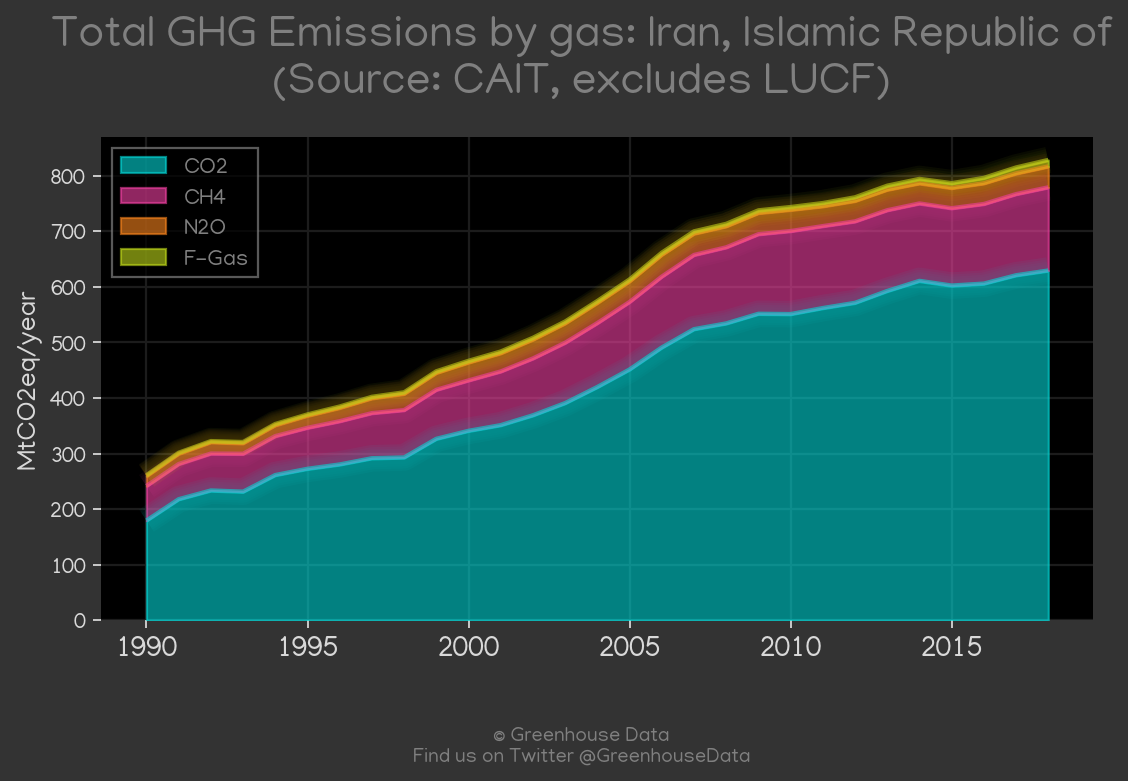 Total GHG Emissions by gas: Iran, Islamic Republic of
(Source: CAIT, excludes LUCF)
CO2
CH4
N2O
F-Gas
MtCO2eq/year
800
700
600
500
400
300
200
100
0
1990 1995 2000 2005 2010 2015
© Greenhouse Data
Find us on Twitter @GreenhouseData